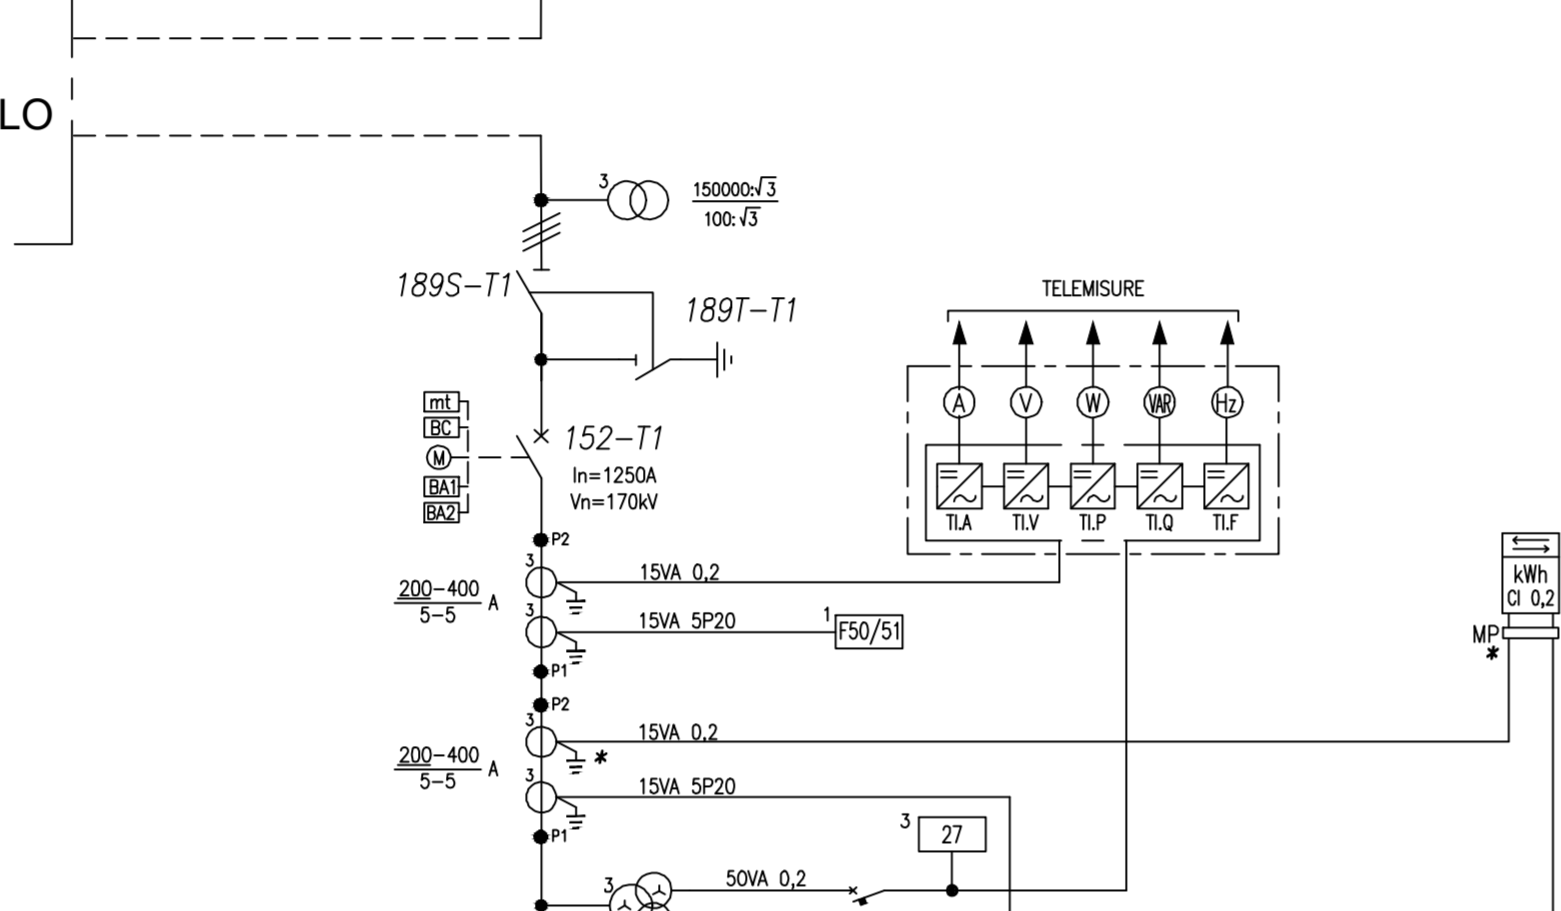 LO
3
150000:√3
100:√3
189S-T1
189T-T1
TELEMISURE
A V W VAR Hz
mt
BC
M
BA1
BA2
152-T1
In=1250A
Vn=170kV
TI.A TI.V TI.P TI.Q TI.F
P2
3
200-400
5-5
A
15VA 0,2
3
15VA 5P20
1
F50/51
P1
kWh
Cl 0,2
MP
*
P2
3
200-400
5-5
A
15VA 0,2
*
3
15VA 5P20
P1
3
27
3
50VA 0,2